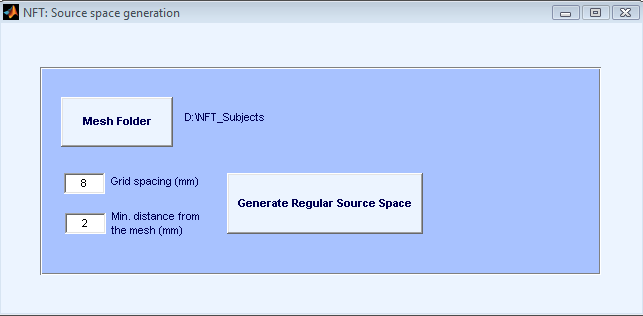 NFT: Source space generation
Mesh Folder
D:\NFT_Subjects
8
Grid spacing (mm)
Generate Regular Source Space
2
Min. distance from
the mesh (mm)